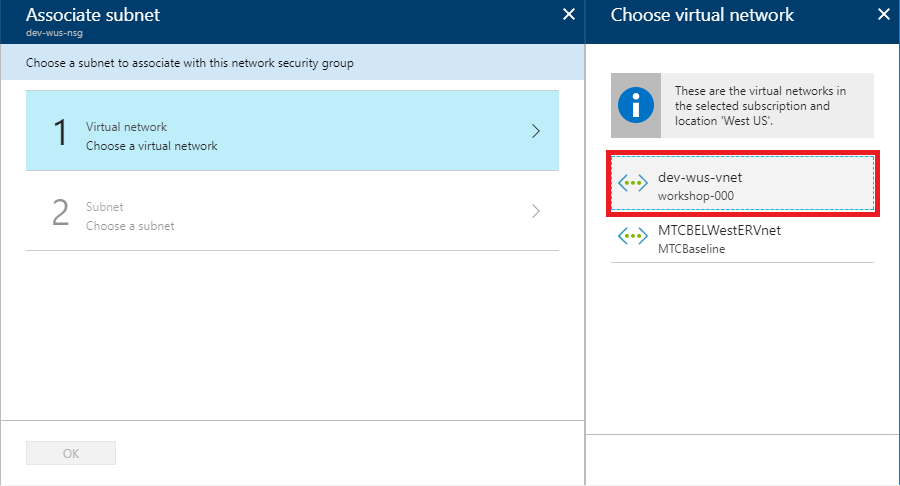 Associate subnet
dev-wus-nsg
Choose a subnet to associate with this network security group
1
Virtual network
Choose a virtual network
2
Subnet
Choose a subnet
OK
Choose virtual network
These are the virtual networks in
the selected subscription and
location 'West US'.
dev-wus-vnet
workshop-000
MTCBELWestERVnet
MTCBaseline